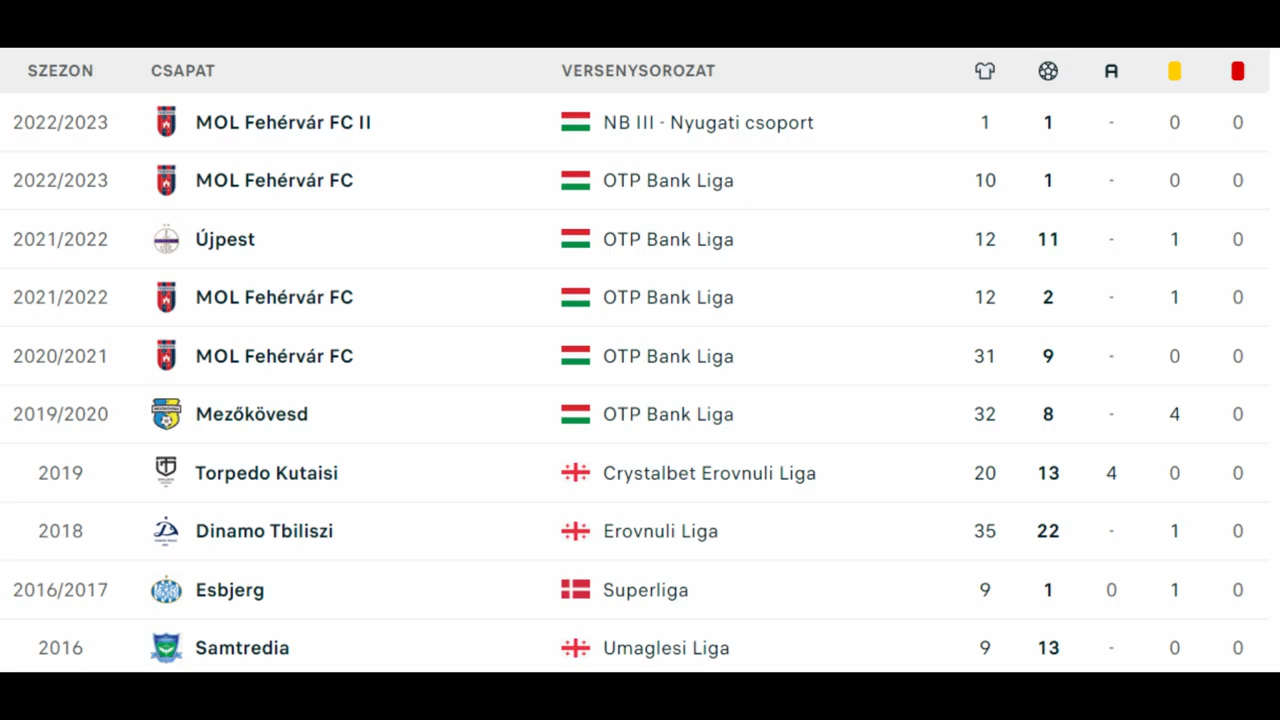 SZEZON CSAPAT VERSENYSOROZAT A
2022/2023 MOL Fehérvár FC II NB III - Nyugati csoport 1 1 - 0 0
2022/2023 MOL Fehérvár FC OTP Bank Liga 10 1 - 0 0
2021/2022 Újpest OTP Bank Liga 12 11 - 1 0
2021/2022 MOL Fehérvár FC OTP Bank Liga 12 2 - 1 0
2020/2021 MOL Fehérvár FC OTP Bank Liga 31 9 - 0 0
2019/2020 Mezőkövesd OTP Bank Liga 32 8 - 4 0
2019 Torpedo Kutaisi Crystalbet Erovnuli Liga 20 13 4 0 0
2018 Dinamo Tbiliszi Erovnuli Liga 35 22 - 1 0
2016/2017 Esbjerg Superliga 9 1 0 1 0
2016 Samtredia Umaglesi Liga 9 13 - 0 0